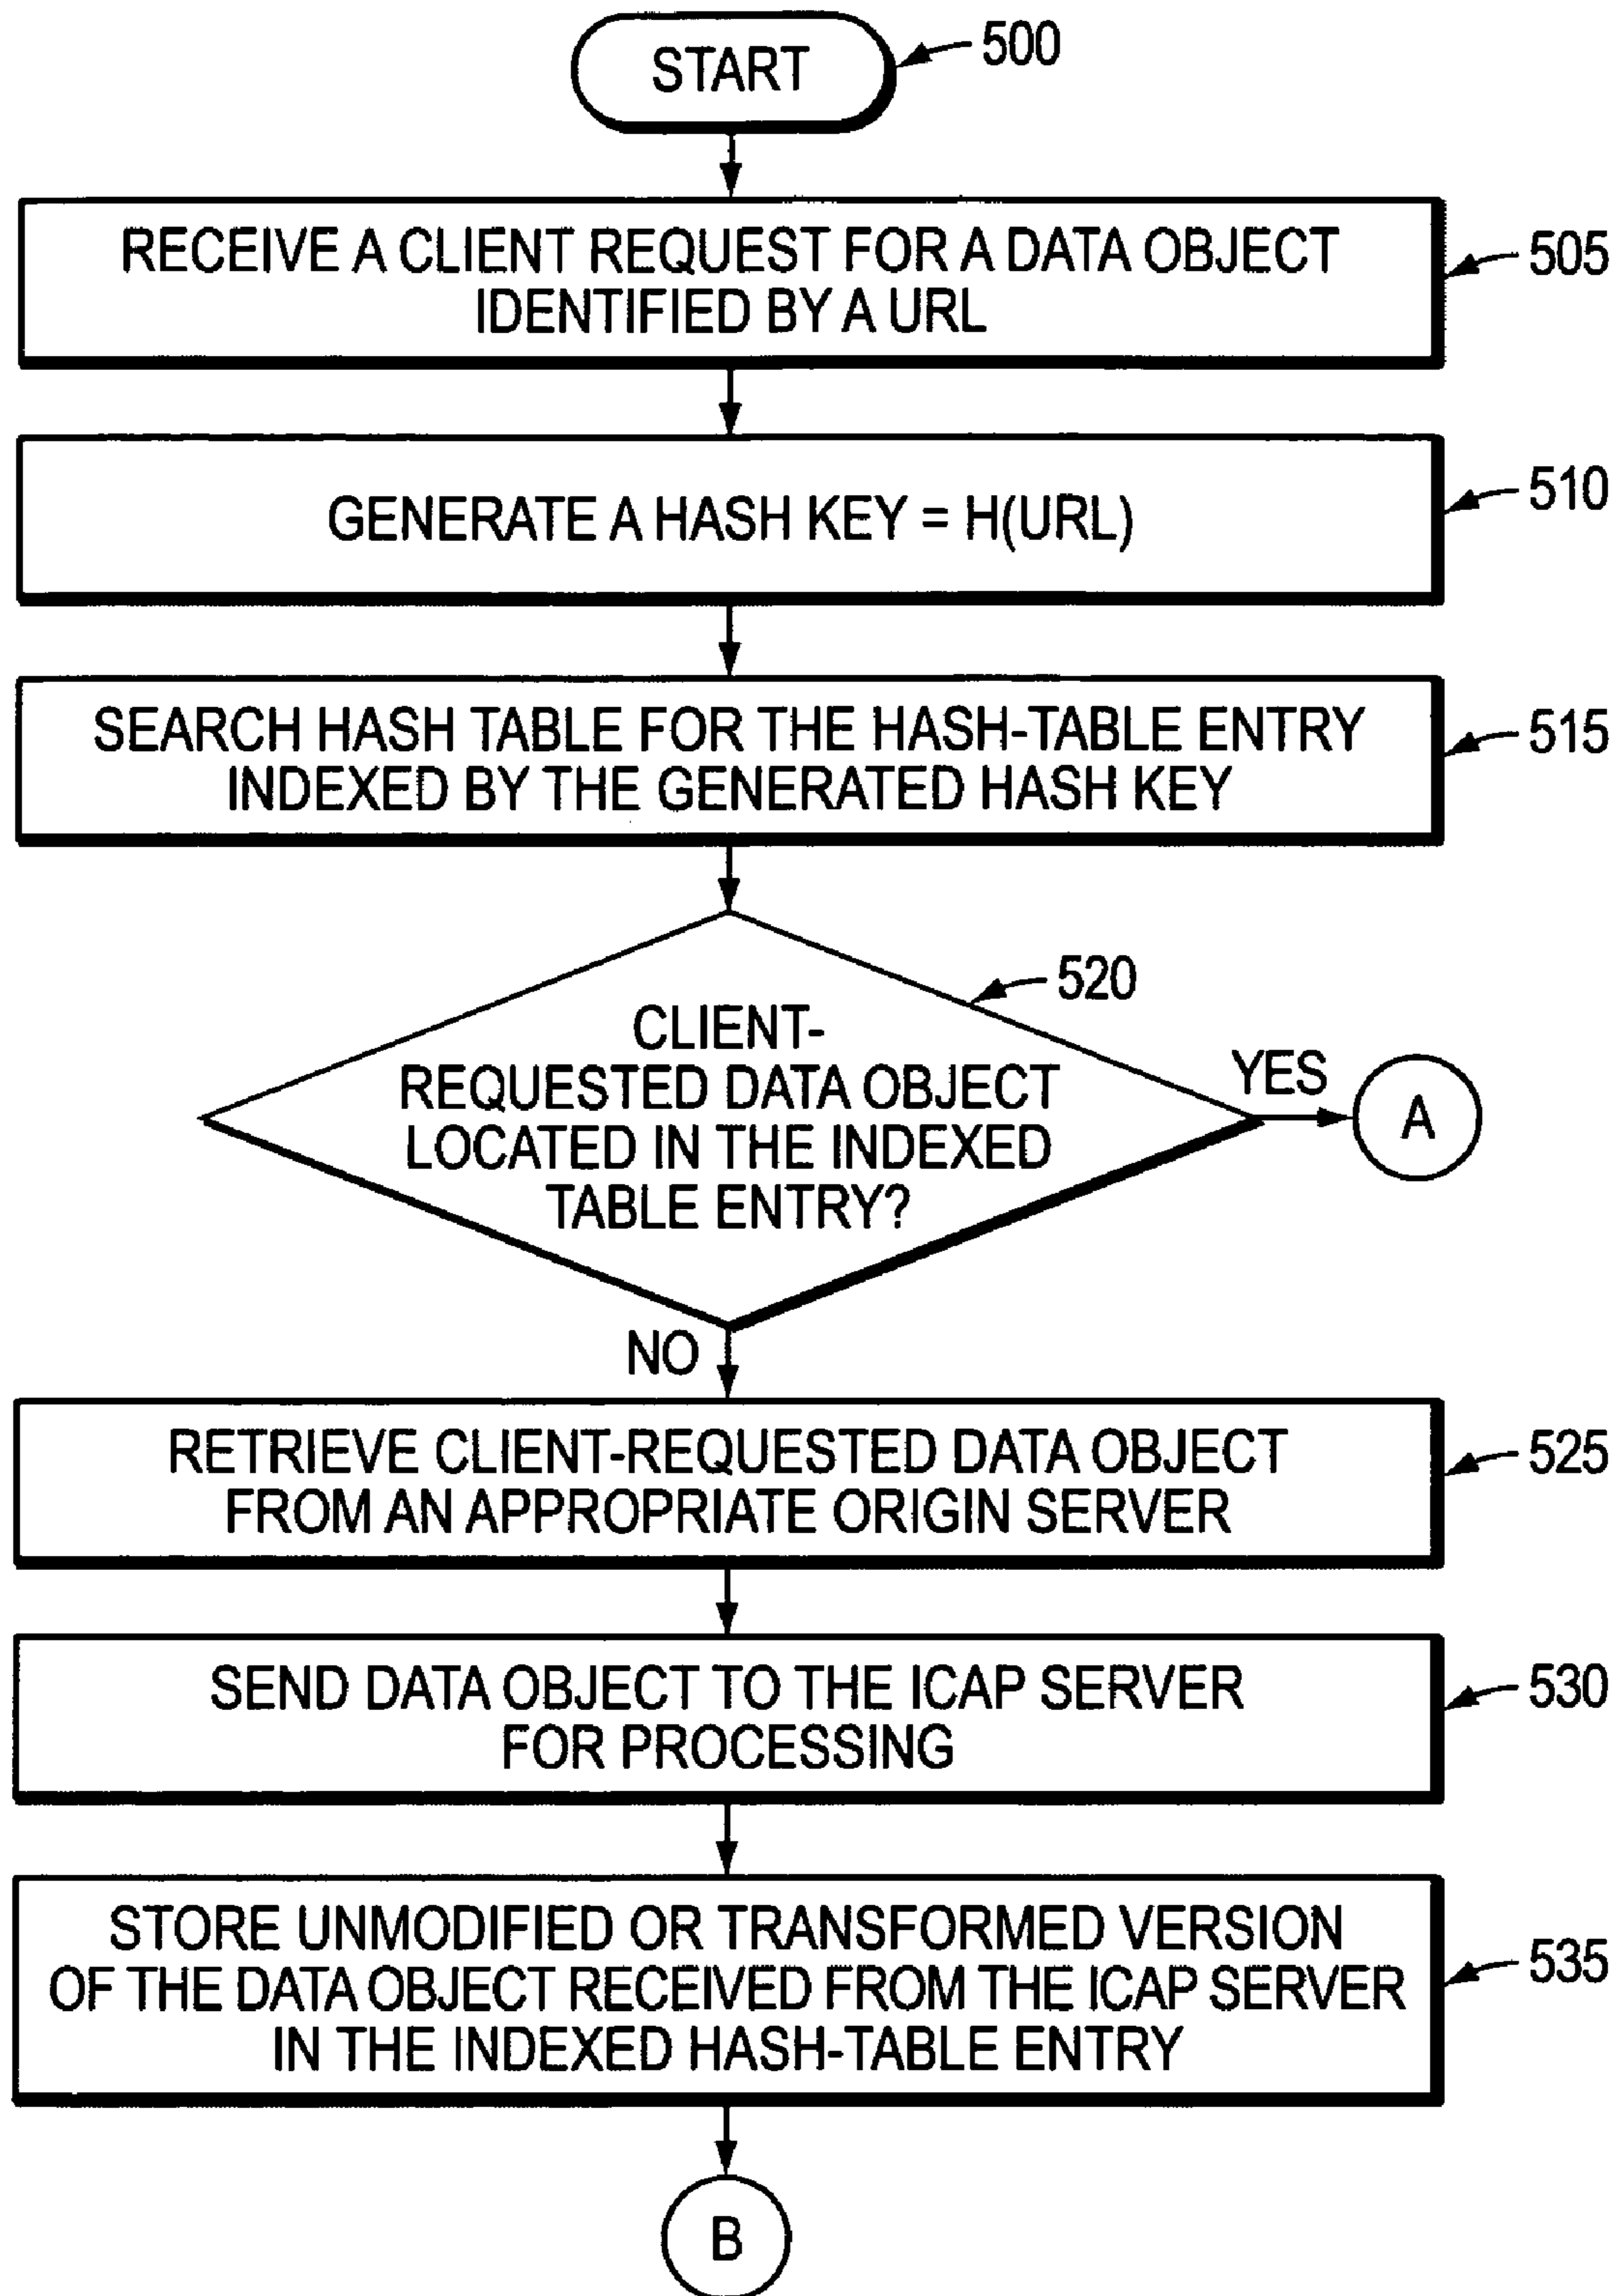 START
500
RECEIVE A CLIENT REQUEST FOR A DATA OBJECT
IDENTIFIED BY A URL
505
GENERATE A HASH KEY = H(URL)
510
SEARCH HASH TABLE FOR THE HASH-TABLE ENTRY
INDEXED BY THE GENERATED HASH KEY
515
520
CLIENT-
REQUESTED DATA OBJECT
LOCATED IN THE INDEXED
TABLE ENTRY?
YES
A
NO
RETRIEVE CLIENT-REQUESTED DATA OBJECT
FROM AN APPROPRIATE ORIGIN SERVER
525
SEND DATA OBJECT TO THE ICAP SERVER
FOR PROCESSING
530
STORE UNMODIFIED OR TRANSFORMED VERSION
OF THE DATA OBJECT RECEIVED FROM THE ICAP SERVER
IN THE INDEXED HASH-TABLE ENTRY
535
B